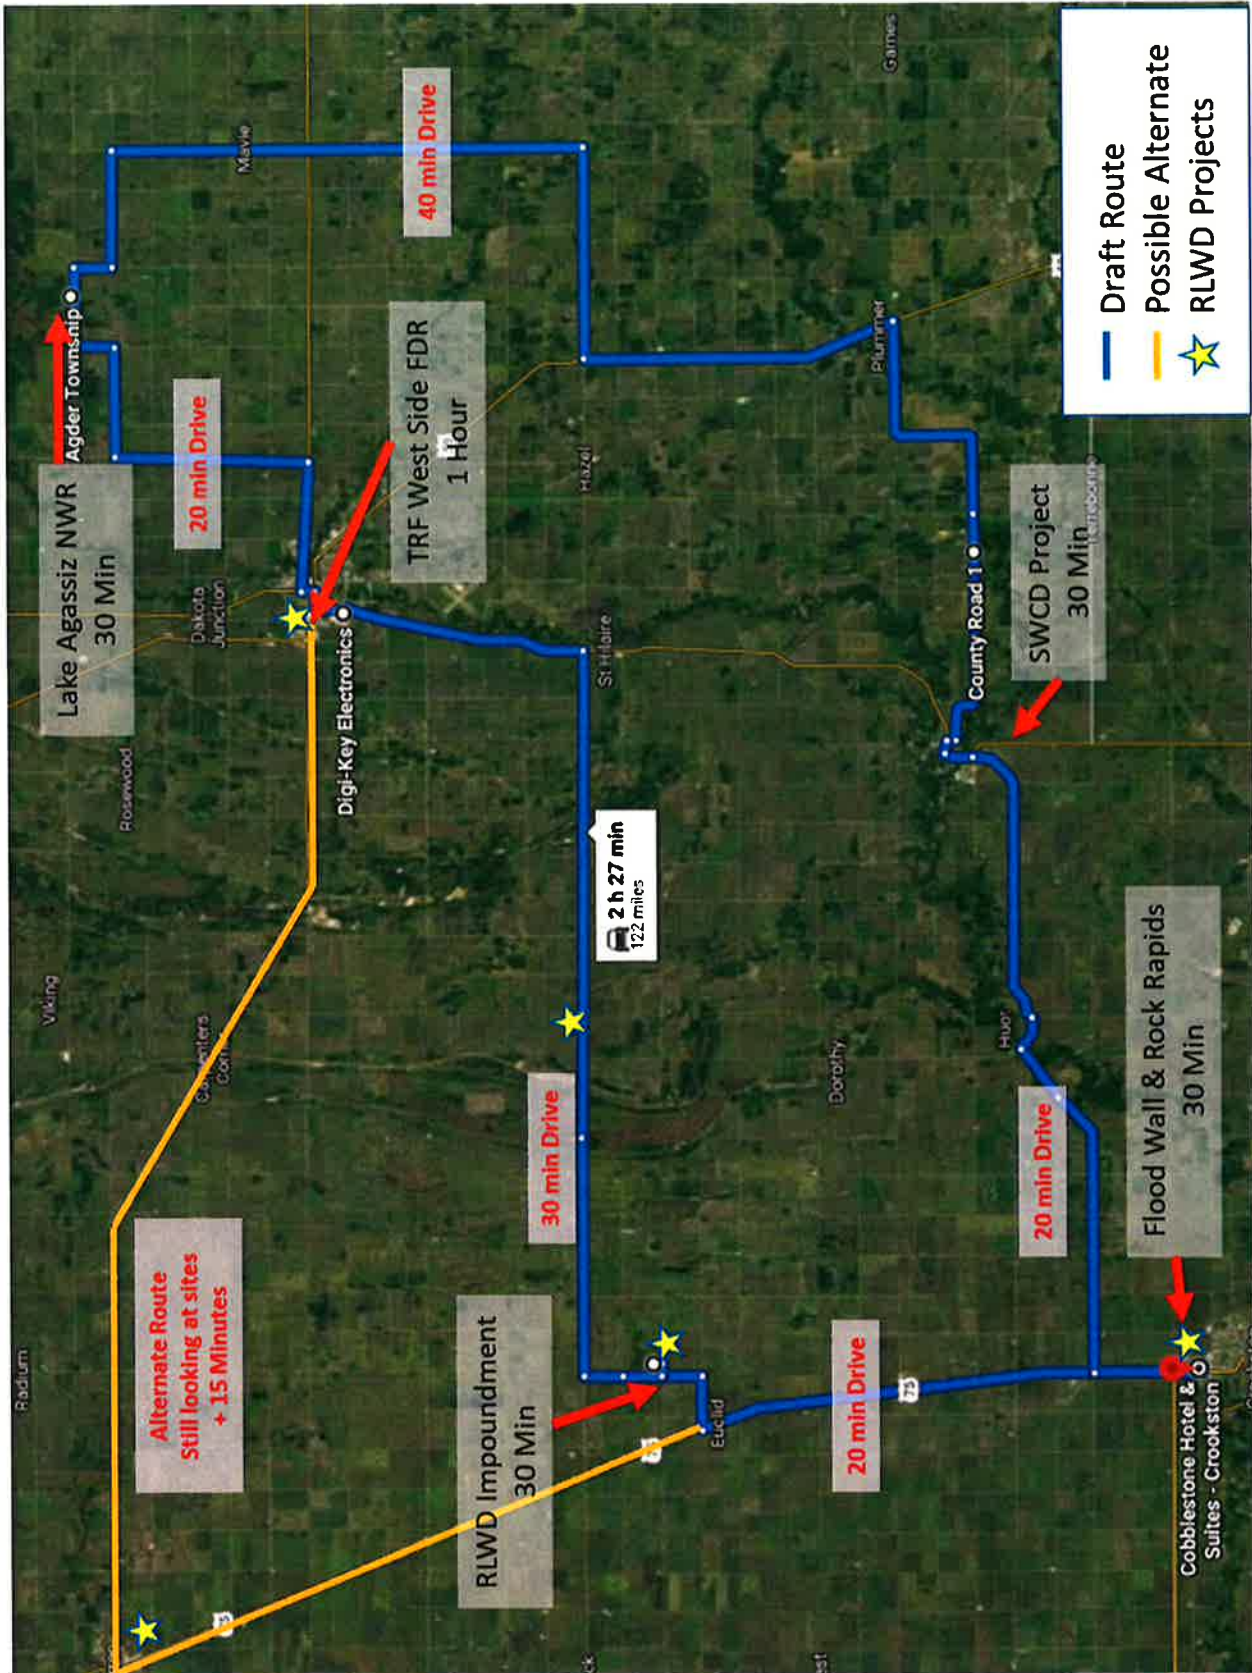 Radium
Viking
Agder Township
Lake Agassiz NWR
30 Min
Rosewood
Alternate Route
Still looking at sites
+ 15 Minutes
Dakota
Junction
20 min Drive
75
Mavie
Digi-Key Electronics
TRF West Side FDR
1 Hour
40 min Drive
RLWD Impoundment
30 Min
30 min Drive
St Hilaire
Hazel
2 h 27 min
122 miles
75
Euclid
Dorothy
20 min Drive
Plummer
Garnes
75
County Road 1
SWCD Project
30 Min
20 min Drive
Flood Wall & Rock Rapids
30 Min
Cobblestone Hotel &
Suites - Crookston
Draft Route
Possible Alternate
RLWD Projects